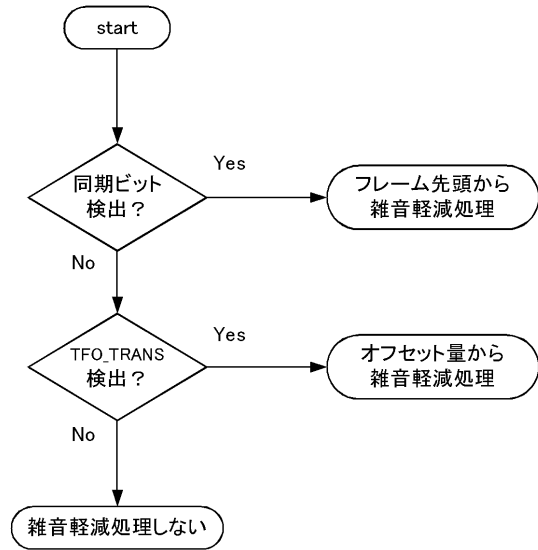 start
同期ビット
検出？
Yes
フレーム先頭から
雑音軽減処理
No
TFO_TRANS
検出？
Yes
オフセット量から
雑音軽減処理
No
雑音軽減処理しない